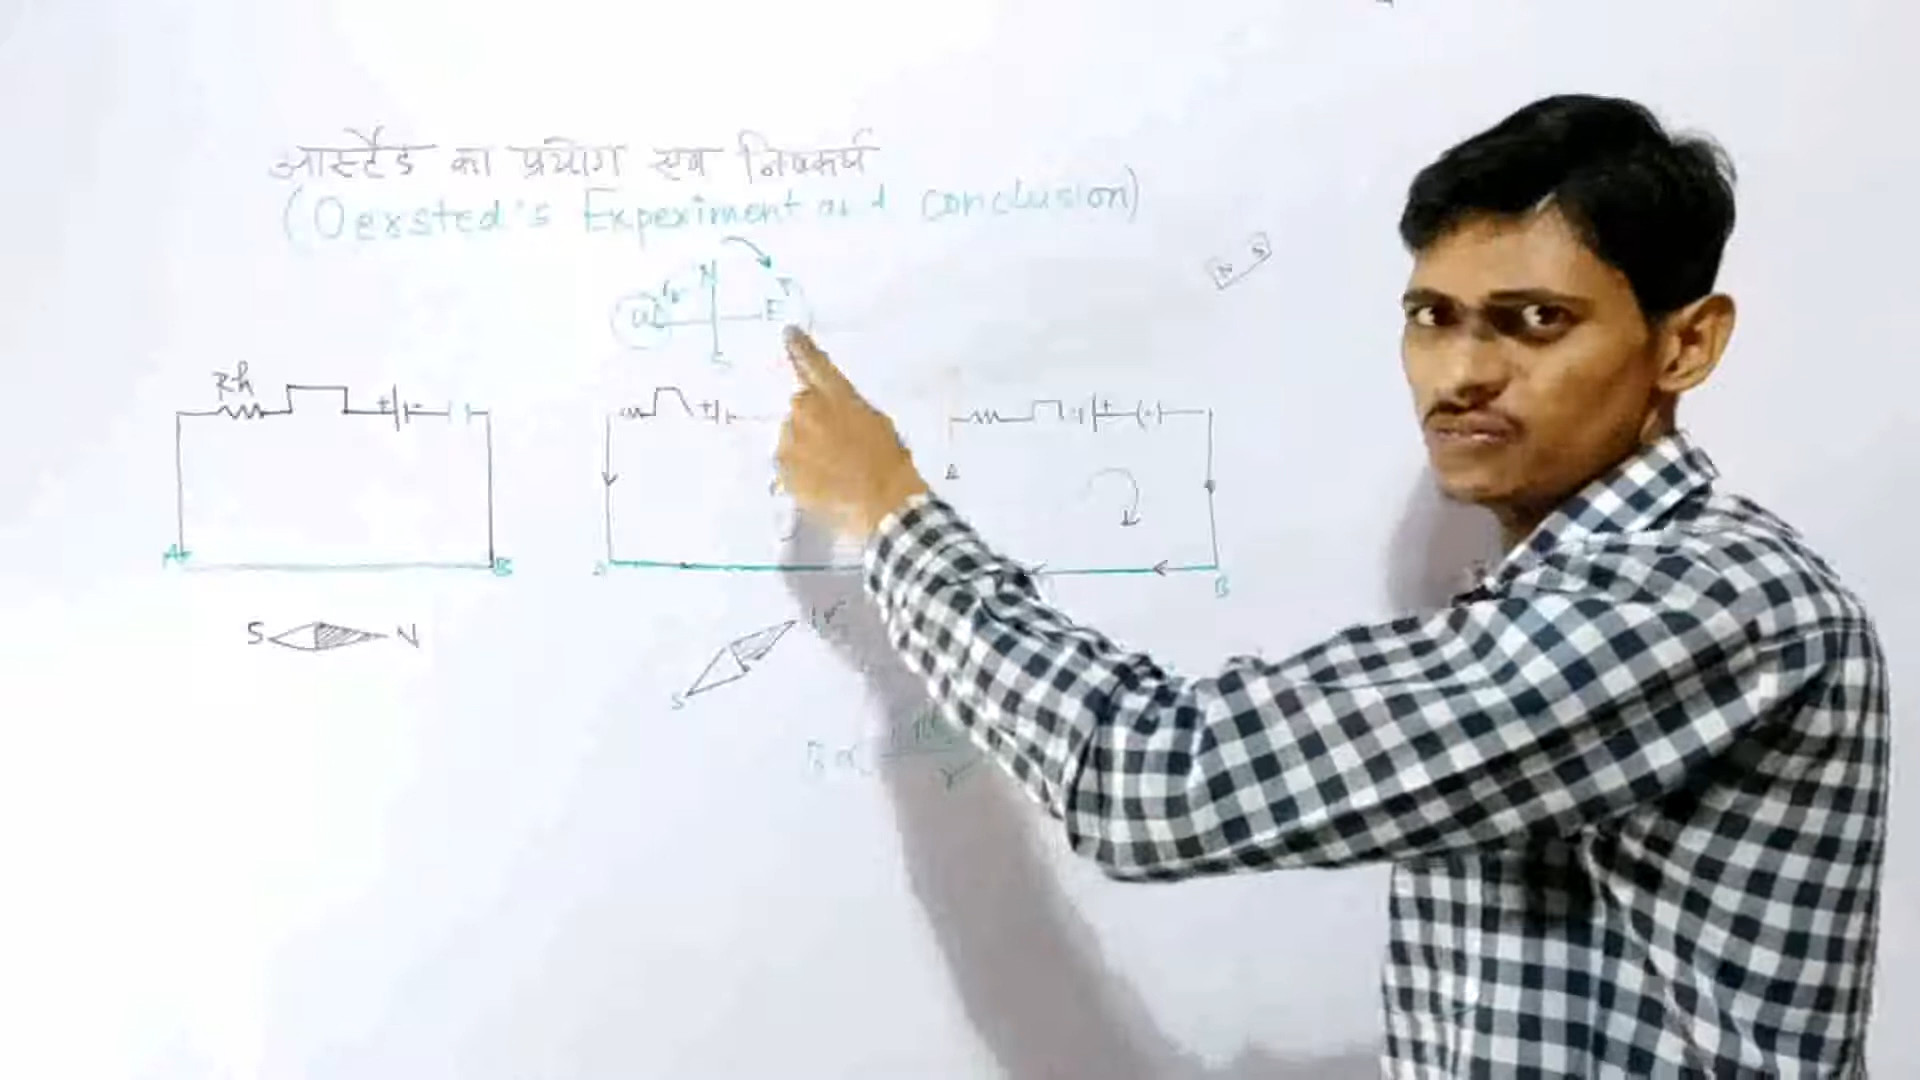 आर्स्टेड का प्रयोग एवं निष्कर्ष
(Oersted's Experiment and conclusion)
N S
N
W E
S
Rh
+ -
+ -
+
A B
A
A B
S N
S
B α
r